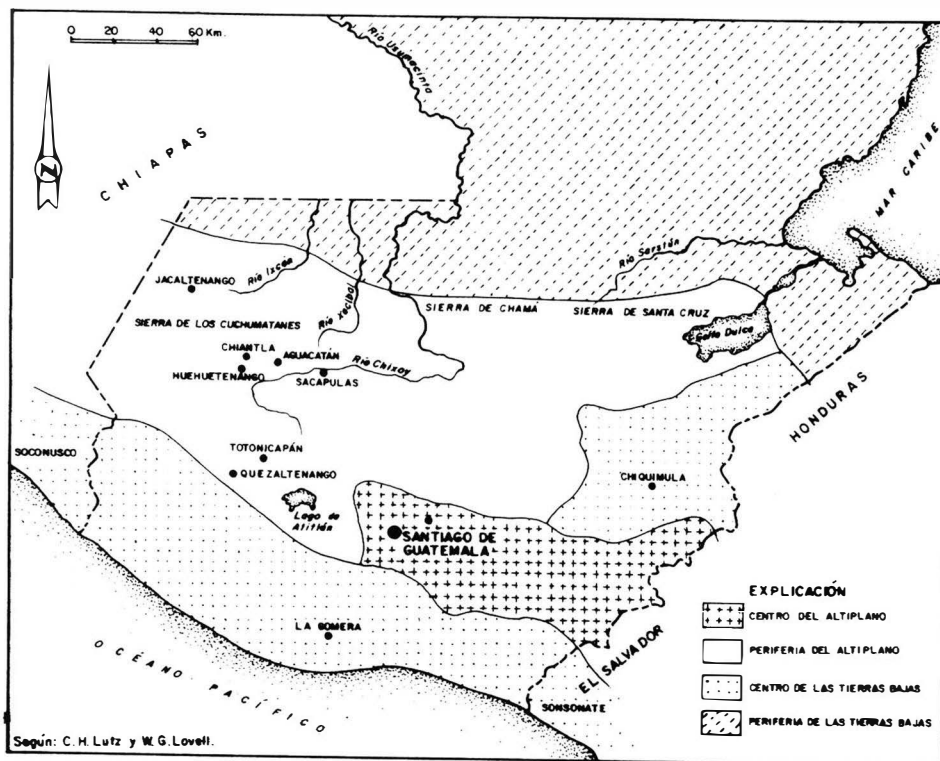 0 20 40 60 Km.
Río Usumacinta
CHIAPAS
MAR CARIBE
N
Río Sarstún
Río Ixcán
JACALTENANGO
Río Xacbal
SIERRA DE CHAMÁ
SIERRA DE SANTA CRUZ
SIERRA DE LOS CUCHUMATANES
Golfo Dulce
CHIANTLA
AGUACATÁN
Río Chixoy
HUEHUETENANGO
SACAPULAS
HONDURAS
TOTONICAPÁN
SOCONUSCO
QUEZALTENANGO
CHIQUIMULA
Lago de
Atitlán
SANTIAGO DE
GUATEMALA
EXPLICACIÓN
CENTRO DEL ALTIPLANO
LA GOMERA
PERIFERIA DEL ALTIPLANO
EL SALVADOR
OCÉANO PACÍFICO
CENTRO DE LAS TIERRAS BAJAS
SONSONATE
PERIFERIA DE LAS TIERRAS BAJAS
Según: C. H. Lutz y W. G. Lovell.